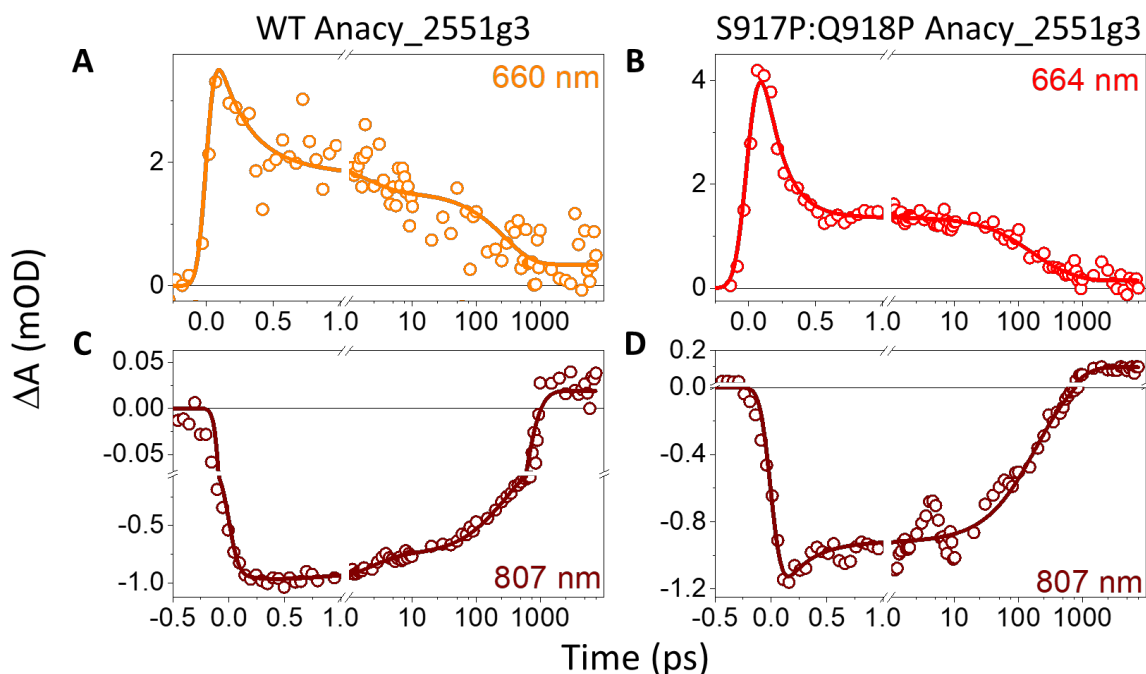 WT Anacy_2551g3
S917P:Q918P Anacy_2551g3
A
660 nm
2
0
0.0 0.5 1.0 10 100 1000
B
664 nm
4
2
0
0.0 0.5 1.0 10 100 1000
ΔA (mOD)
C
0.05
0.00
-0.05
-0.5
-1.0
807 nm
-0.5 0.0 0.5 1 10 100 1000
D
0.2
0.0
-0.4
-0.8
-1.2
807 nm
-0.5 0.0 0.5 1 10 100 1000
Time (ps)